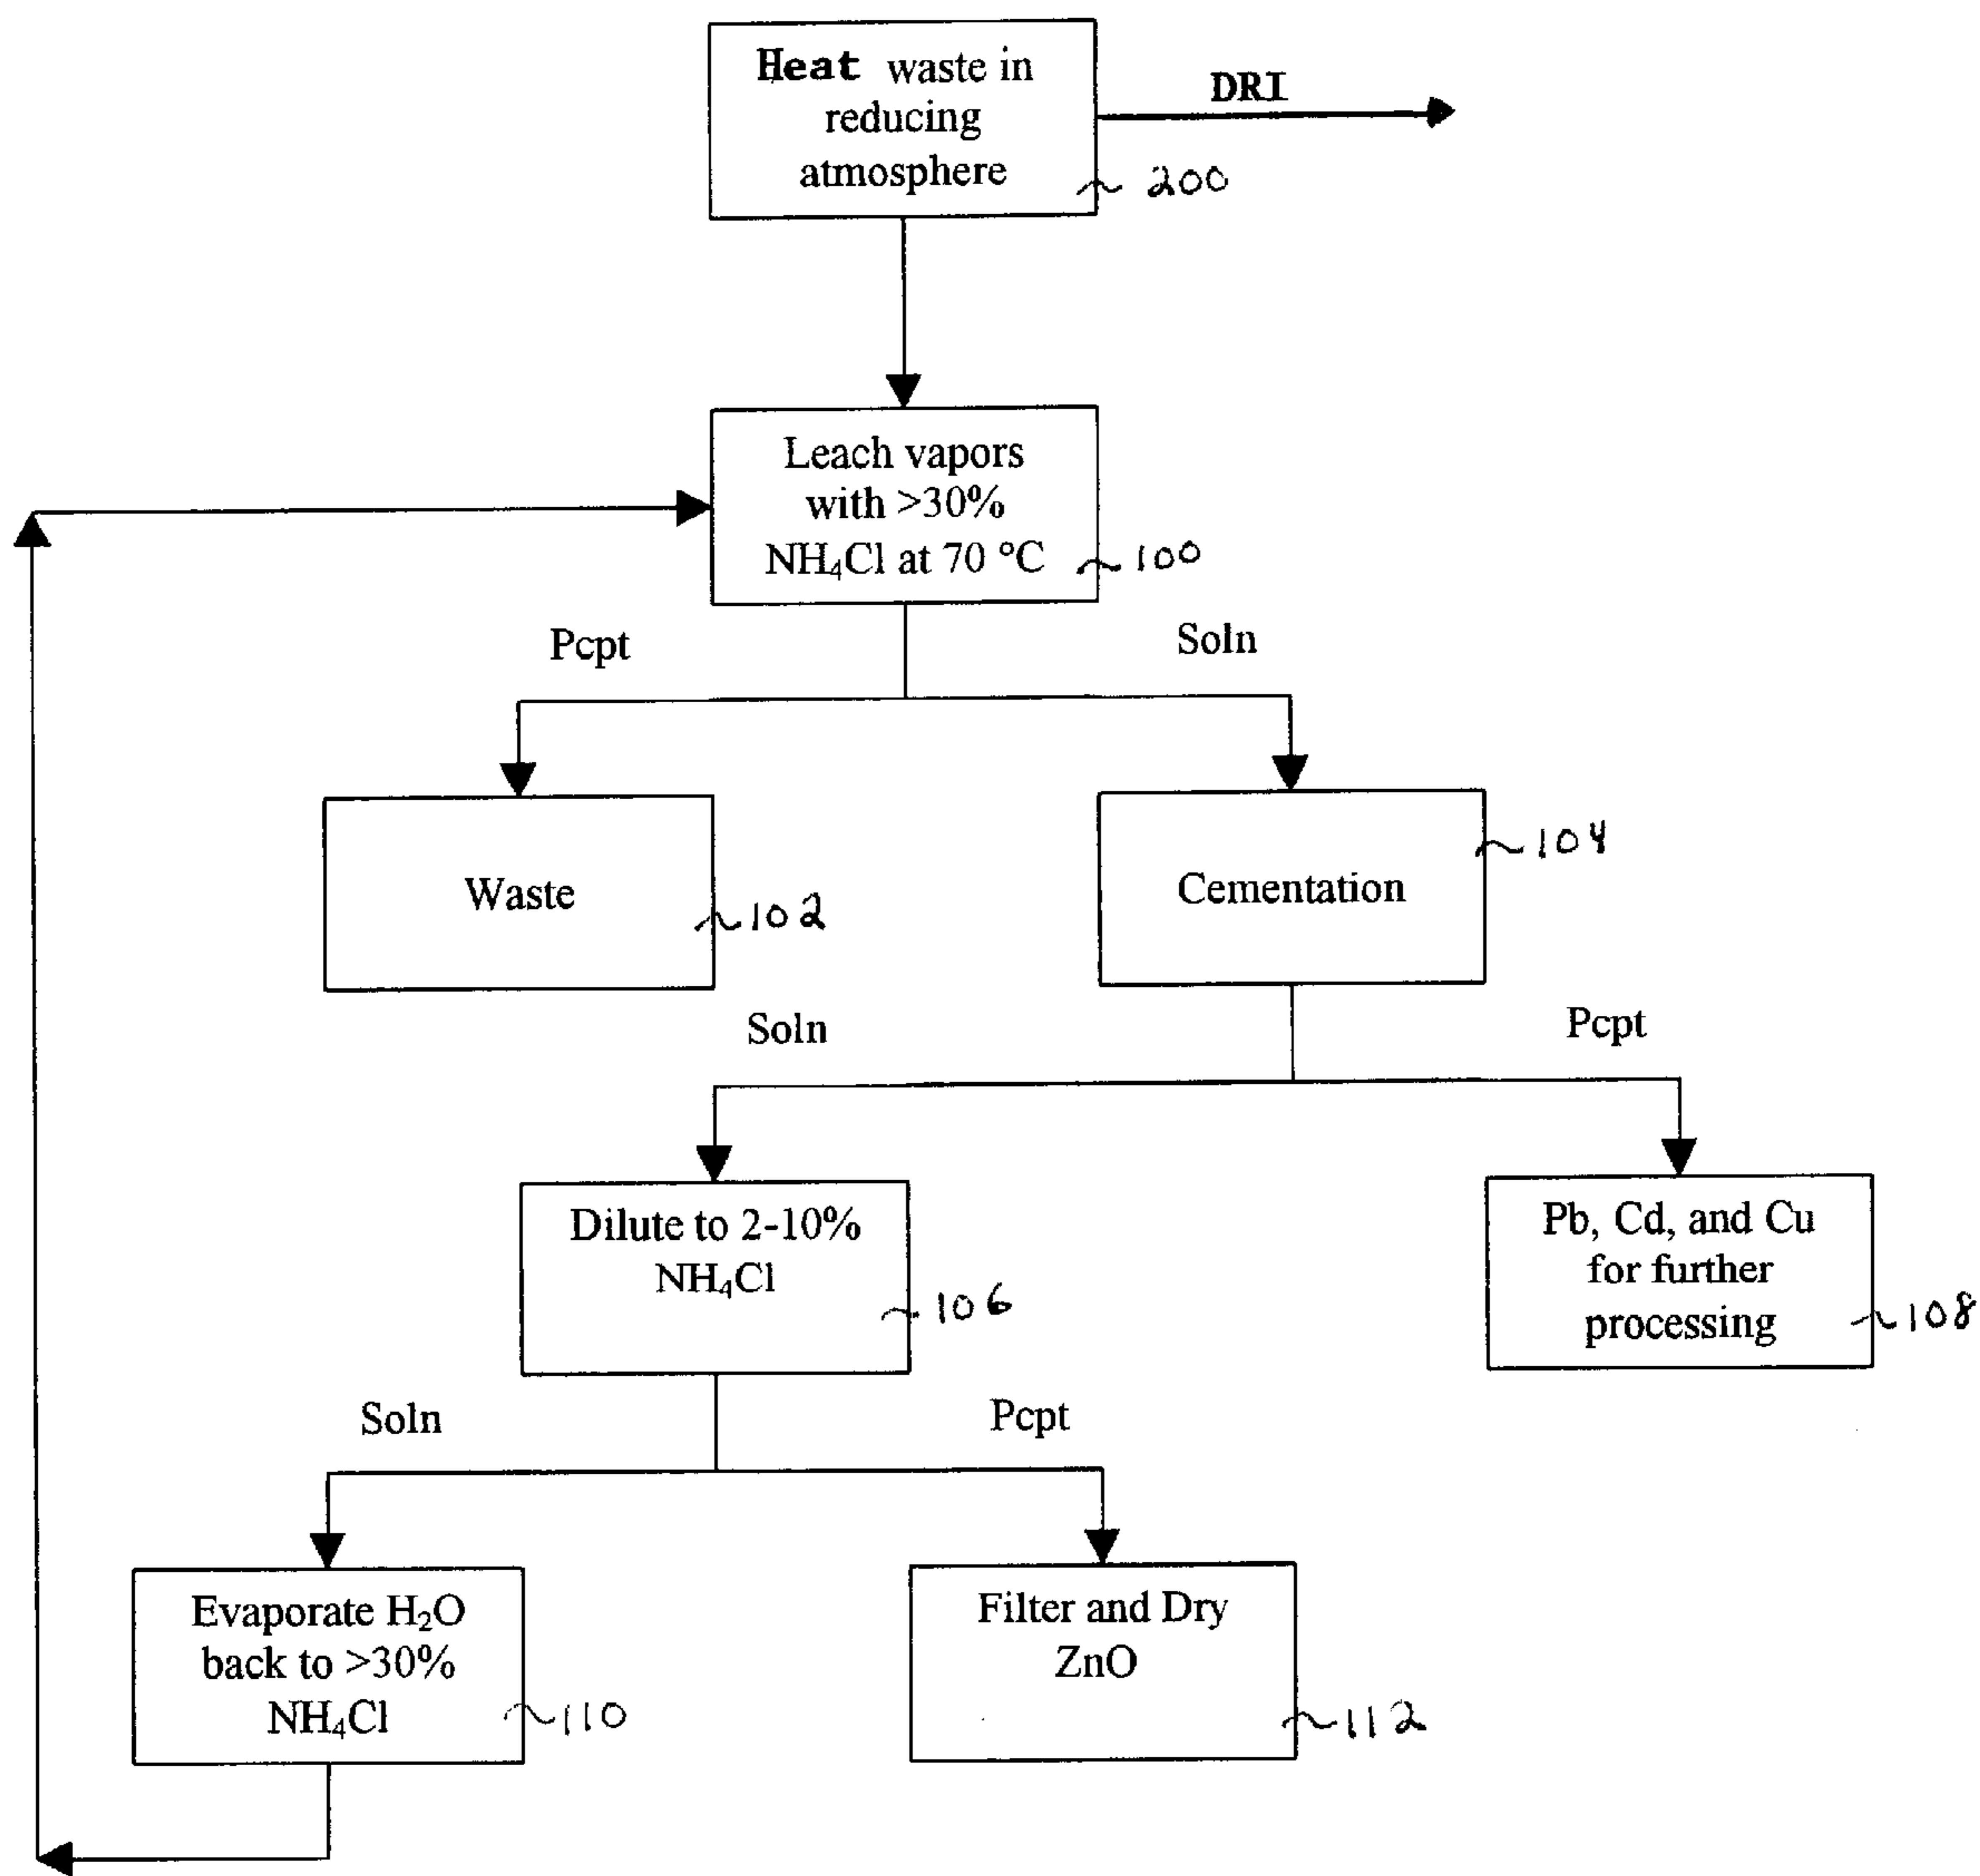 Heat waste in
reducing
atmosphere
200
DRI
Leach vapors
with >30%
NH₄Cl at 70 °C
100
Pcpt
Soln
Waste
102
Cementation
104
Soln
Pcpt
Dilute to 2-10%
NH₄Cl
106
Pb, Cd, and Cu
for further
processing
108
Soln
Pcpt
Evaporate H₂O
back to >30%
NH₄Cl
110
Filter and Dry
ZnO
112